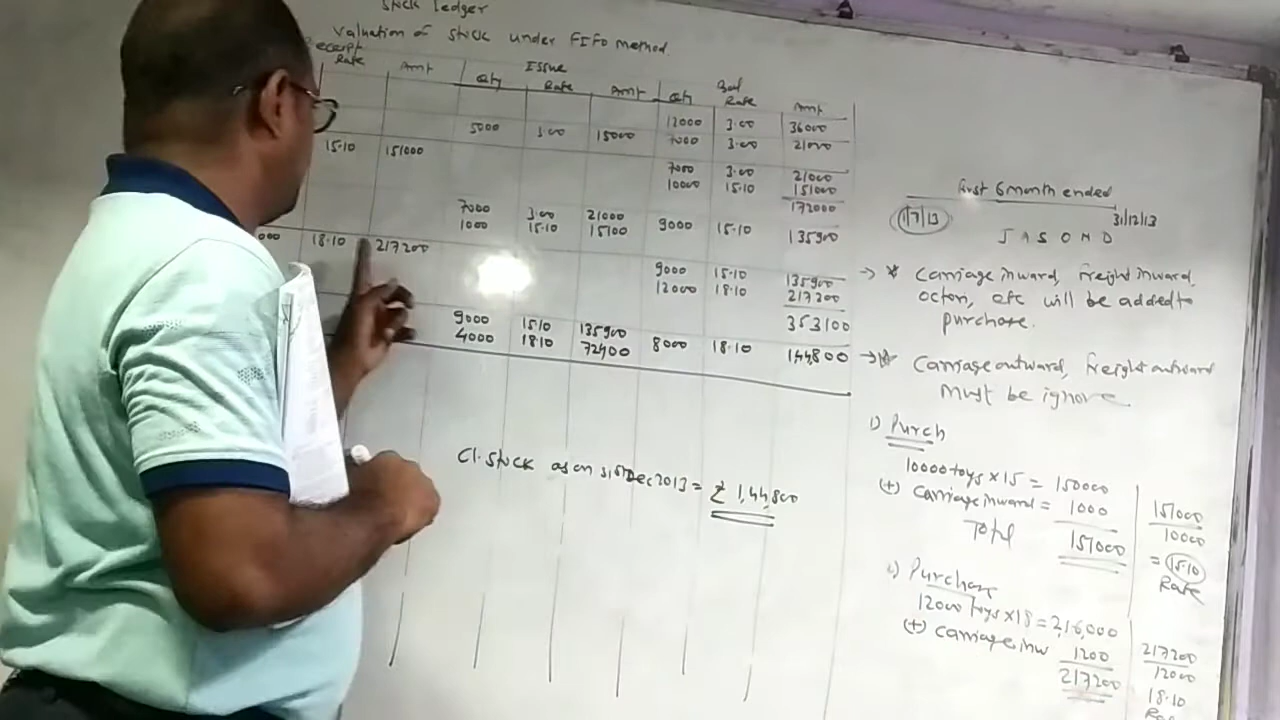 Stock Ledger
Valuation of stock under FIFO method.
Receipt Issue Bal
Rate Amt Qty Rate Amt Qty Rate Amt
12000 3.00 36000
5000 3.00 15000 7000 3.00 21000
15.10 151000 7000 3.00 21000
10000 15.10 151000
172000
7000 3.00 21000
1000 15.10 15100 9000 15.10 135900
000 18.10 217200
9000 15.10 135900
12000 18.10 217200
353100
9000 1510 135900
4000 18.10 72400 8000 18.10 144800
Cl. Stock as on 31st Dec 2013 = ₹ 1,44,800
first 6 month ended
1/7/13 31/12/13
J A S O N D
→ * Carriage inward, freight inward,
octori, etc will be added to
purchase.
→ * Carriage outward, freight outward
Must be ignore
1) Purch
10000 toys × 15 = 150000
(+) Carriage inward = 1000
Total 151000
151000
10000
= 15.10
Rate
Purchase
12000 toys × 18 = 2,16,000
(+) Carriage inw 1200
217200
217200
12000
18.10